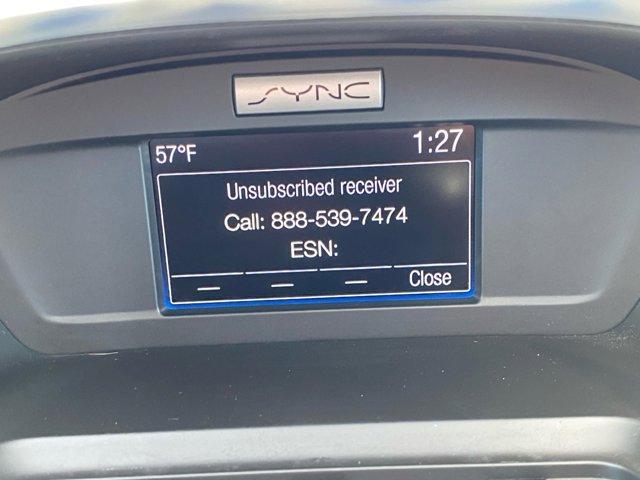 SYNC
57°F 1:27
Unsubscribed receiver
Call: 888-539-7474
ESN:
— — — Close